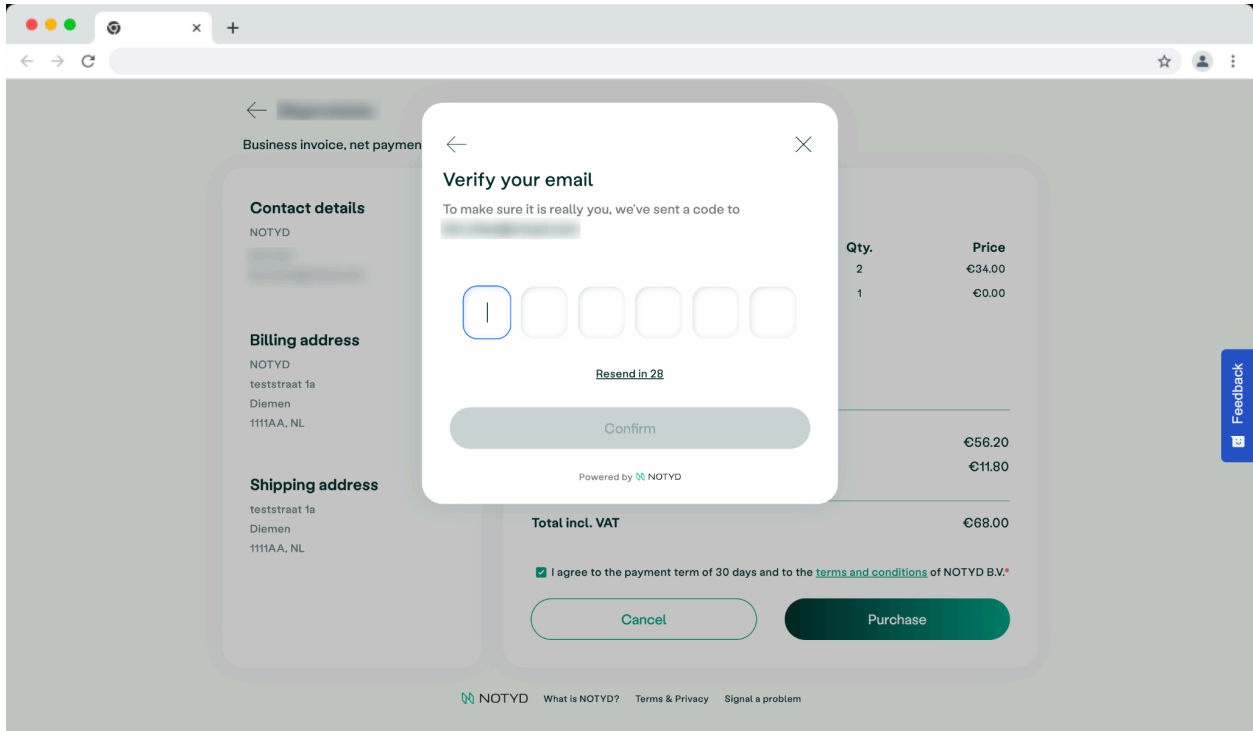 Business invoice, net paymen
Verify your email
To make sure it is really you, we've sent a code to
Resend in 28
Confirm
Powered by NOTYD
Contact details
NOTYD
Billing address
NOTYD
teststraat 1a
Diemen
1111AA, NL
Shipping address
teststraat 1a
Diemen
1111AA, NL
Qty. Price
2 €34.00
1 €0.00
€56.20
€11.80
Total incl. VAT €68.00
I agree to the payment term of 30 days and to the terms and conditions of NOTYD B.V.*
Cancel Purchase
Feedback
NOTYD What is NOTYD? Terms & Privacy Signal a problem